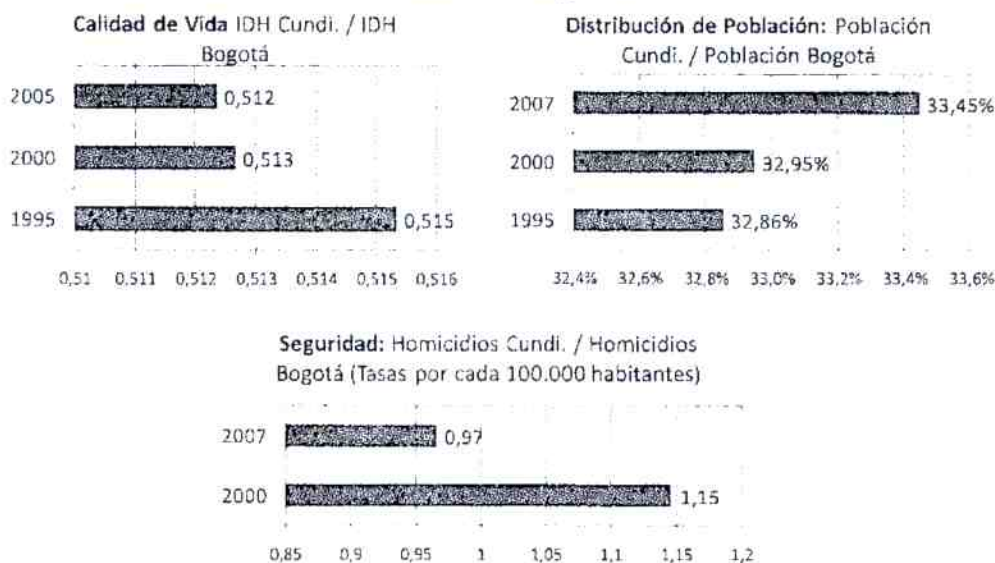 Calidad de Vida IDH Cundi. / IDH
Bogotá
2005
0,512
2000
0,513
1995
0,515
0,51 0,511 0,512 0,513 0,514 0,515 0,516
Distribución de Población: Población
Cundi. / Población Bogotá
2007
33,45%
2000
32,95%
1995
32,86%
32,4% 32,6% 32,8% 33,0% 33,2% 33,4% 33,6%
Seguridad: Homicidios Cundi. / Homicidios
Bogotá (Tasas por cada 100.000 habitantes)
2007
0,97
2000
1,15
0,85 0,9 0,95 1 1,05 1,1 1,15 1,2